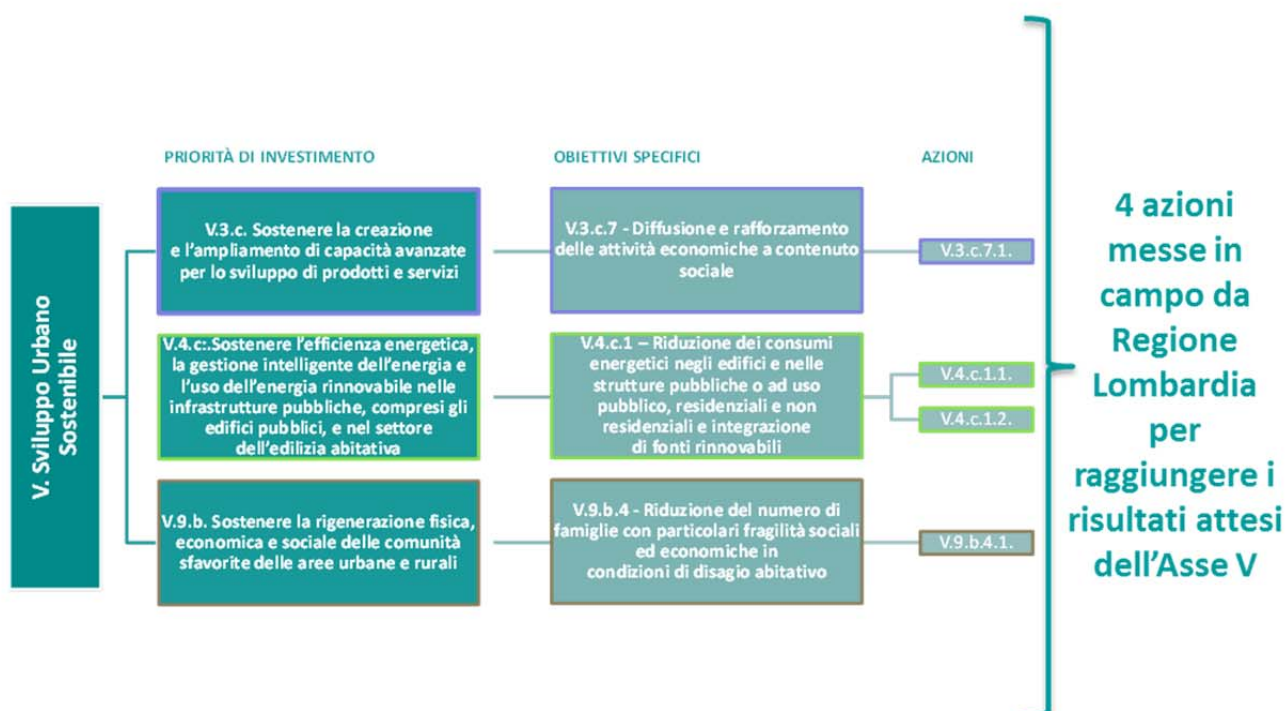 PRIORITÀ DI INVESTIMENTO
OBIETTIVI SPECIFICI
AZIONI
V. Sviluppo Urbano
Sostenibile
V.3.c. Sostenere la creazione
e l'ampliamento di capacità avanzate
per lo sviluppo di prodotti e servizi
V.3.c.7 - Diffusione e rafforzamento
delle attività economiche a contenuto
sociale
V.3.c.7.1.
V.4.c:.Sostenere l'efficienza energetica,
la gestione intelligente dell'energia e
l'uso dell'energia rinnovabile nelle
infrastrutture pubbliche, compresi gli
edifici pubblici, e nel settore
dell'edilizia abitativa
V.4.c.1 – Riduzione dei consumi
energetici negli edifici e nelle
strutture pubbliche o ad uso
pubblico, residenziali e non
residenziali e integrazione
di fonti rinnovabili
V.4.c.1.1.
V.4.c.1.2.
V.9.b. Sostenere la rigenerazione fisica,
economica e sociale delle comunità
sfavorite delle aree urbane e rurali
V.9.b.4 - Riduzione del numero di
famiglie con particolari fragilità sociali
ed economiche in
condizioni di disagio abitativo
V.9.b.4.1.
4 azioni
messe in
campo da
Regione
Lombardia
per
raggiungere i
risultati attesi
dell'Asse V